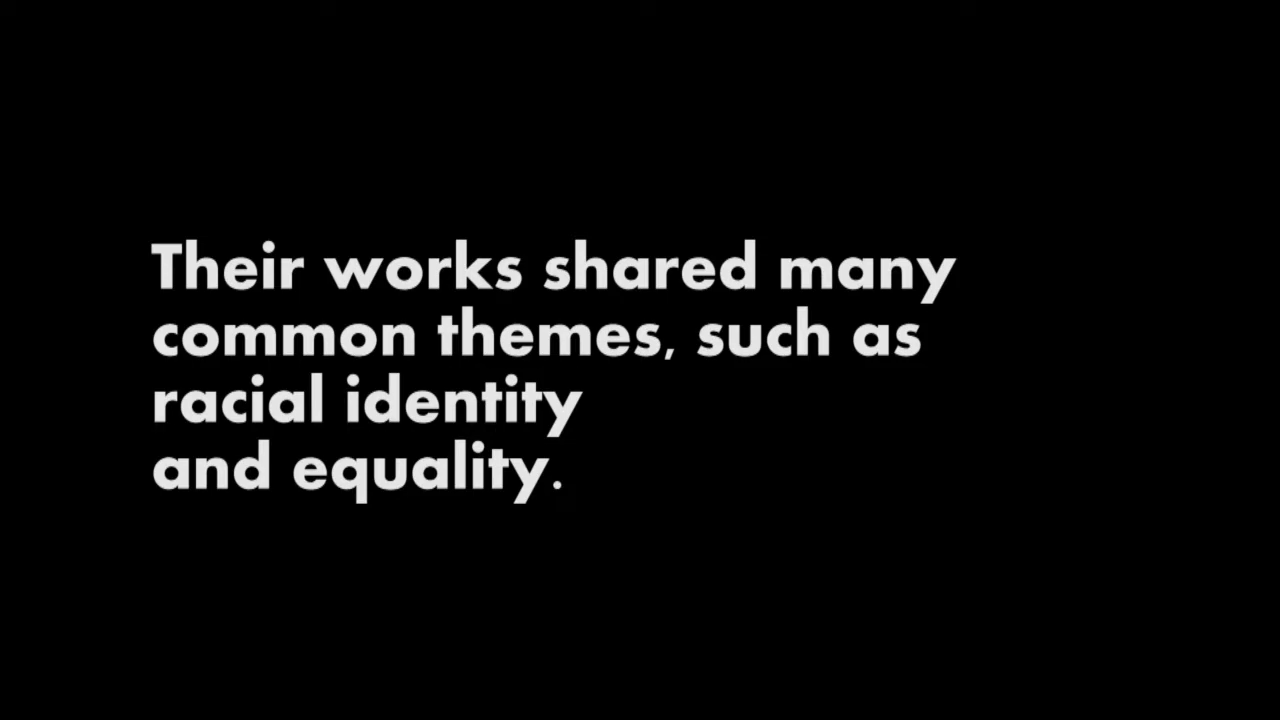 Their works shared many
common themes, such as
racial identity
and equality.